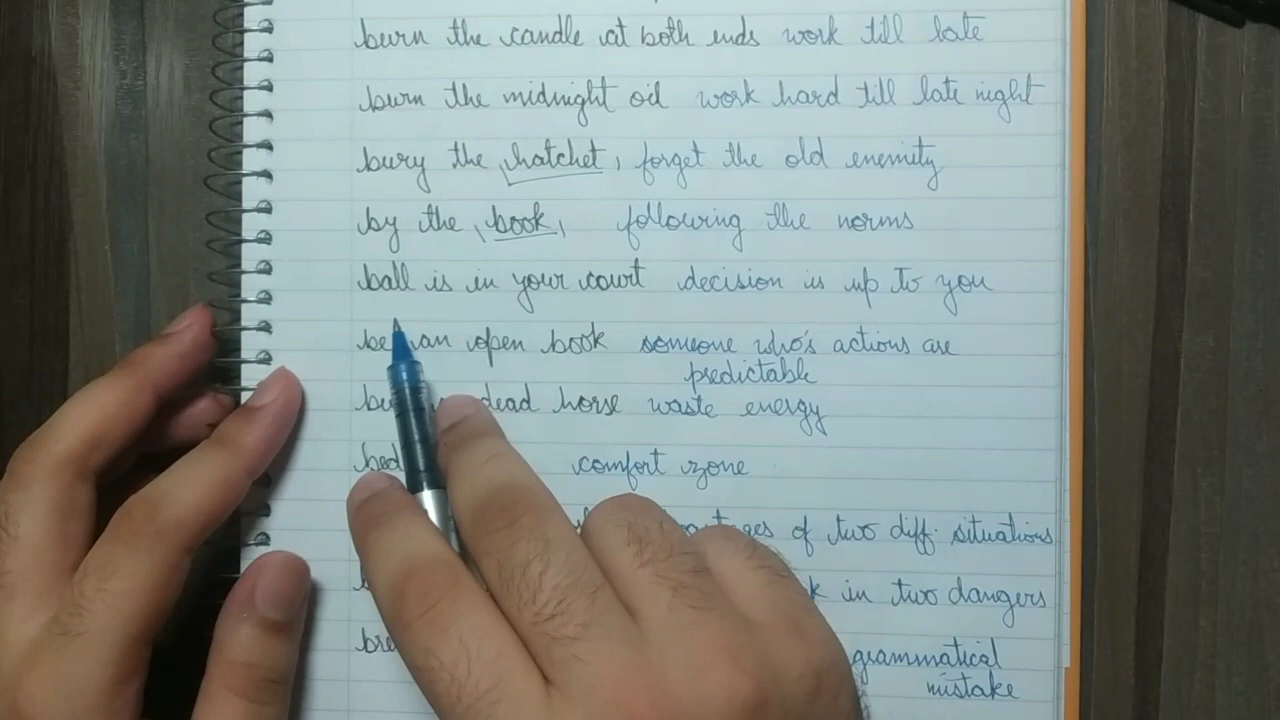 burn the candle at both ends work till late
burn the midnight oil work hard till late night
bury the hatchet, forget the old enemity
by the book, following the norms
ball is in your court decision is up to you
be an open book someone who's actions are
predictable
dead horse waste energy
bed comfort zone
of two diff. situations
in two dangers
grammatical
mistake